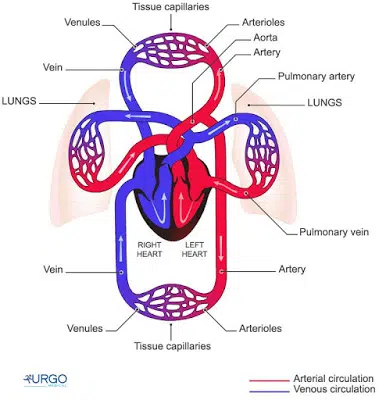 Tissue capillaries
Venules
Arterioles
Aorta
Artery
Vein
Pulmonary artery
LUNGS
LUNGS
RIGHT
HEART
LEFT
HEART
Pulmonary vein
Vein
Artery
Venules
Arterioles
Tissue capillaries
URGO
Arterial circulation
Venous circulation